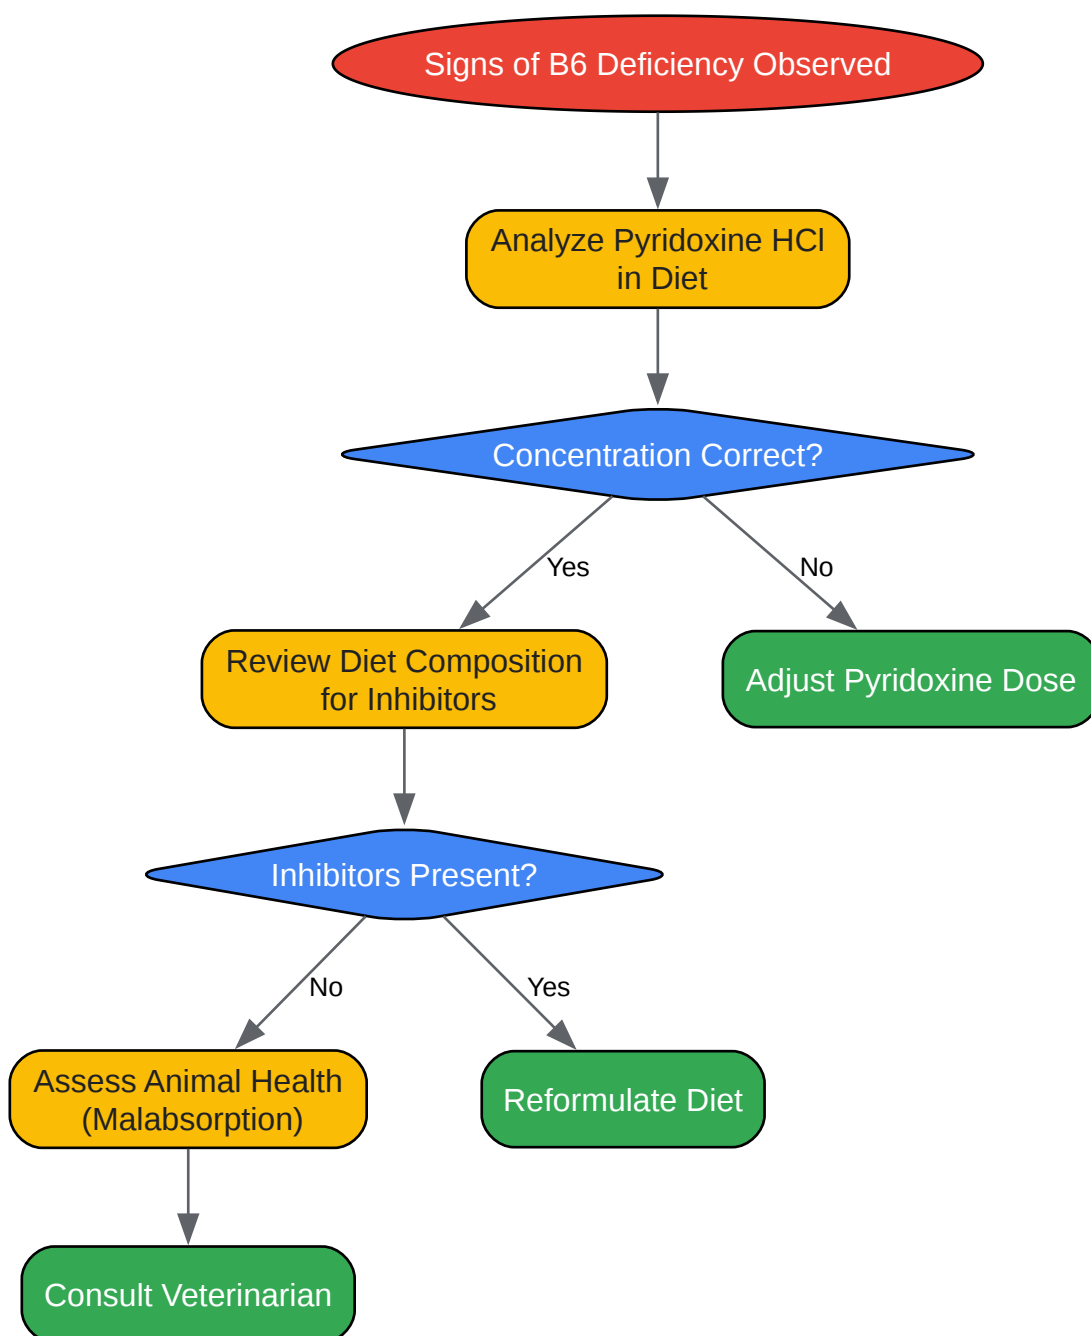 Signs of B6 Deficiency Observed
Analyze Pyridoxine HCl
in Diet
Concentration Correct?
Yes
No
Review Diet Composition
for Inhibitors
Adjust Pyridoxine Dose
Inhibitors Present?
No
Yes
Assess Animal Health
(Malabsorption)
Reformulate Diet
Consult Veterinarian